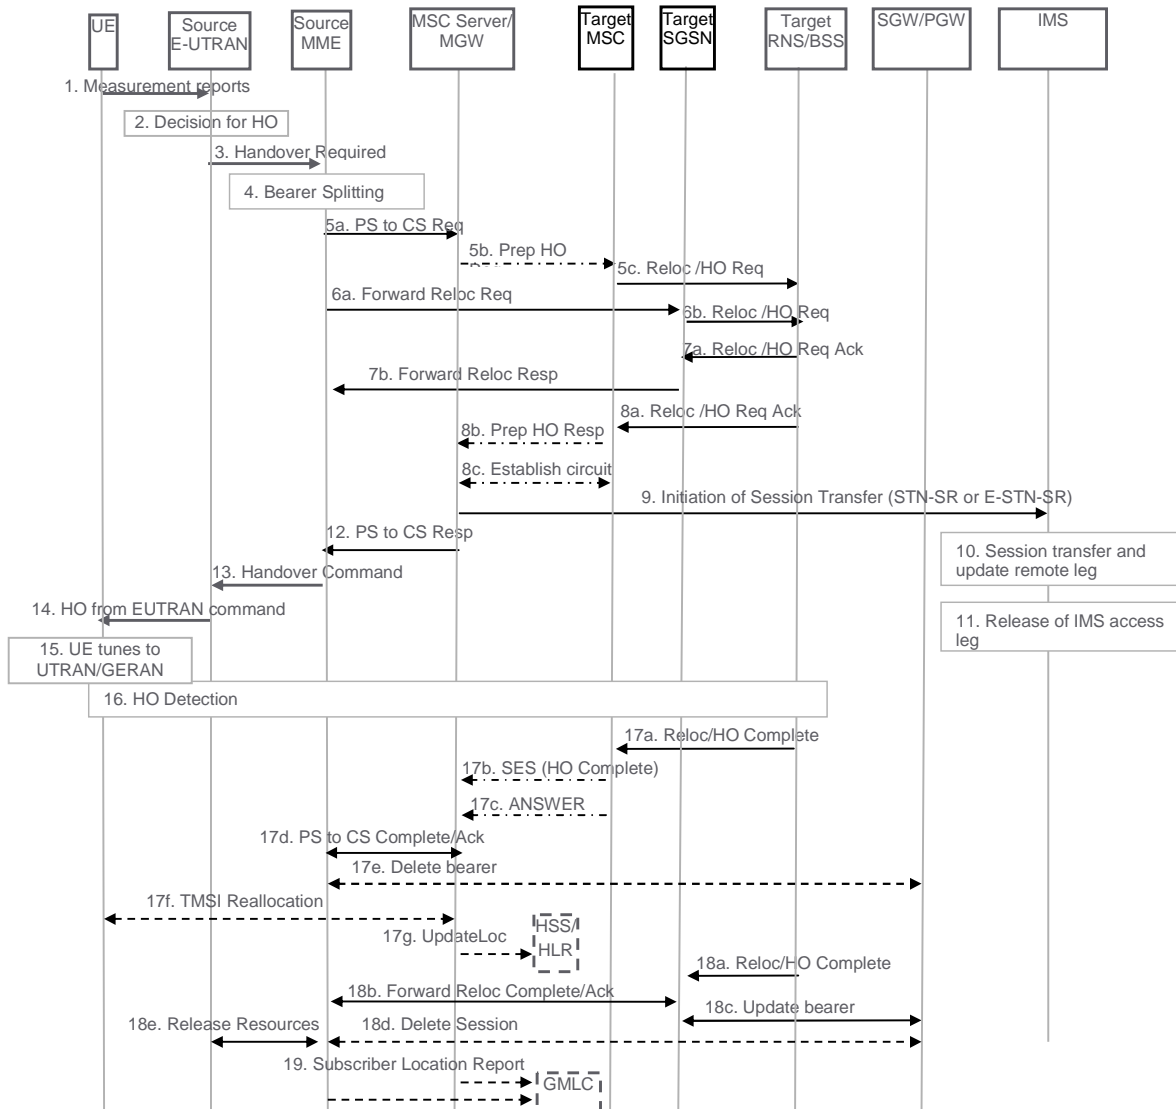 UE
Source
E-UTRAN
Source
MME
MSC Server/
MGW
Target
MSC
Target
SGSN
Target
RNS/BSS
SGW/PGW
IMS
1. Measurement reports
2. Decision for HO
3. Handover Required
4. Bearer Splitting
5a. PS to CS Req
5b. Prep HO
5c. Reloc /HO Req
6a. Forward Reloc Req
6b. Reloc /HO Req
7a. Reloc /HO Req Ack
7b. Forward Reloc Resp
8a. Reloc /HO Req Ack
8b. Prep HO Resp
8c. Establish circuit
9. Initiation of Session Transfer (STN-SR or E-STN-SR)
12. PS to CS Resp
10. Session transfer and
update remote leg
13. Handover Command
14. HO from EUTRAN command
11. Release of IMS access
leg
15. UE tunes to
UTRAN/GERAN
16. HO Detection
17a. Reloc/HO Complete
17b. SES (HO Complete)
17c. ANSWER
17d. PS to CS Complete/Ack
17e. Delete bearer
17f. TMSI Reallocation
HSS/
HLR
17g. UpdateLoc
18a. Reloc/HO Complete
18b. Forward Reloc Complete/Ack
18c. Update bearer
18e. Release Resources
18d. Delete Session
19. Subscriber Location Report
GMLC